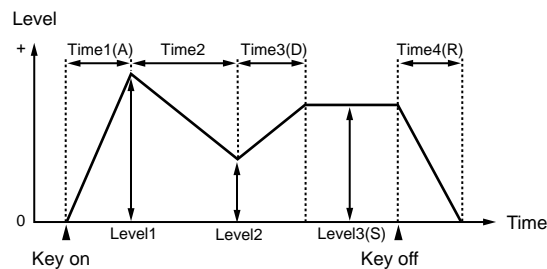 Level
+
Time1(A) Time2 Time3(D) Time4(R)
0
Time
Level1 Level2 Level3(S)
Key on Key off